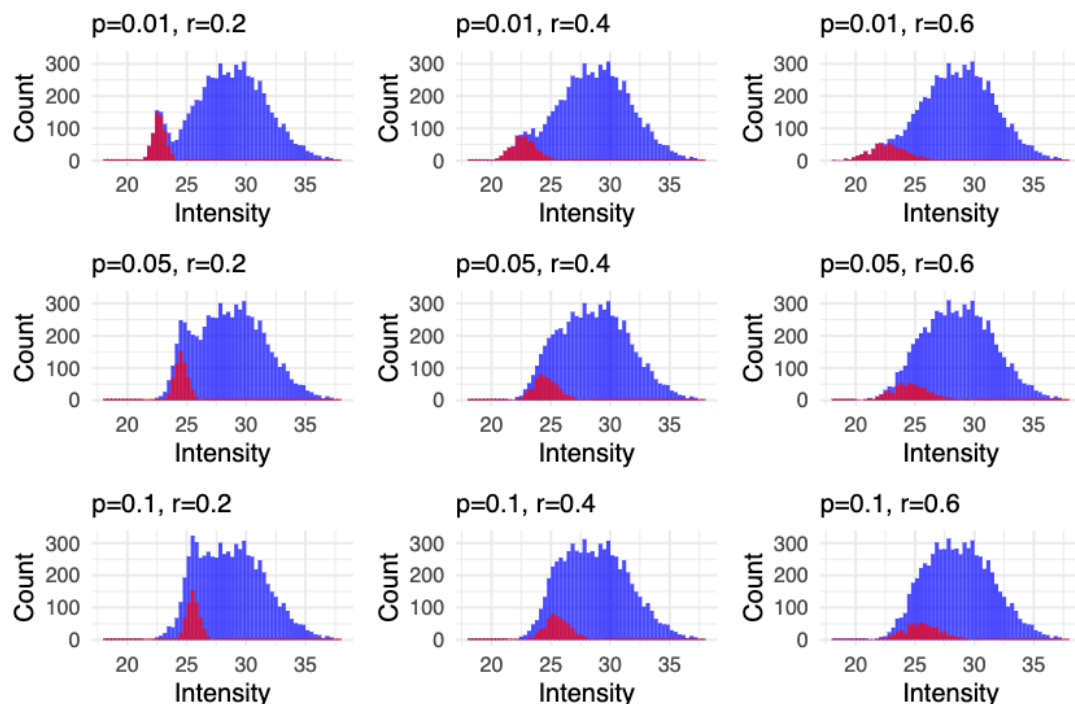 p=0.01, r=0.2
p=0.01, r=0.4
p=0.01, r=0.6
Count
300
200
100
0
20 25 30 35
Intensity
Count
300
200
100
0
20 25 30 35
Intensity
Count
300
200
100
0
20 25 30 35
Intensity
p=0.05, r=0.2
p=0.05, r=0.4
p=0.05, r=0.6
Count
300
200
100
0
20 25 30 35
Intensity
Count
300
200
100
0
20 25 30 35
Intensity
Count
300
200
100
0
20 25 30 35
Intensity
p=0.1, r=0.2
p=0.1, r=0.4
p=0.1, r=0.6
Count
300
200
100
0
20 25 30 35
Intensity
Count
300
200
100
0
20 25 30 35
Intensity
Count
300
200
100
0
20 25 30 35
Intensity